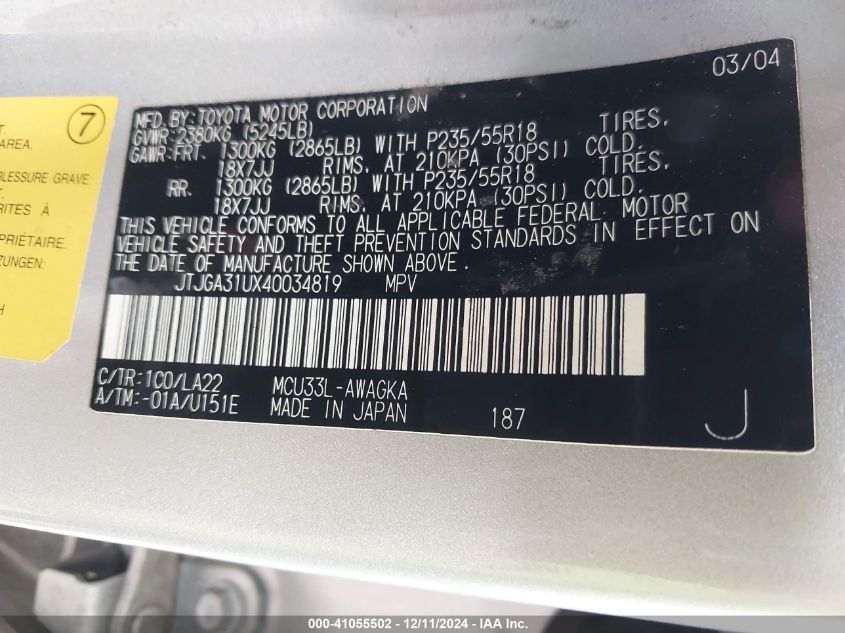 03/04
MFD. BY: TOYOTA MOTOR CORPORATION
GVWR: 2380KG (5245LB)
GAWR-FRT. 1300KG (2865LB) WITH P235/55R18 TIRES,
18X7JJ RIMS, AT 210KPA (30PSI) COLD.
RR. 1300KG (2865LB) WITH P235/55R18 TIRES,
18X7JJ RIMS, AT 210KPA (30PSI) COLD.
THIS VEHICLE CONFORMS TO ALL APPLICABLE FEDERAL MOTOR
VEHICLE SAFETY AND THEFT PREVENTION STANDARDS IN EFFECT ON
THE DATE OF MANUFACTURE SHOWN ABOVE.
JTJGA31UX40034819 MPV
C/TR: 1C0/LA22 MCU33L-AWAGKA
A/TM: -01A/U151E MADE IN JAPAN 187 J
7
AREA.
BLESSURE GRAVE
RITES À
PRIÉTAIRE.
ZUNGEN:
000-41055502 - 12/11/2024 - IAA Inc.